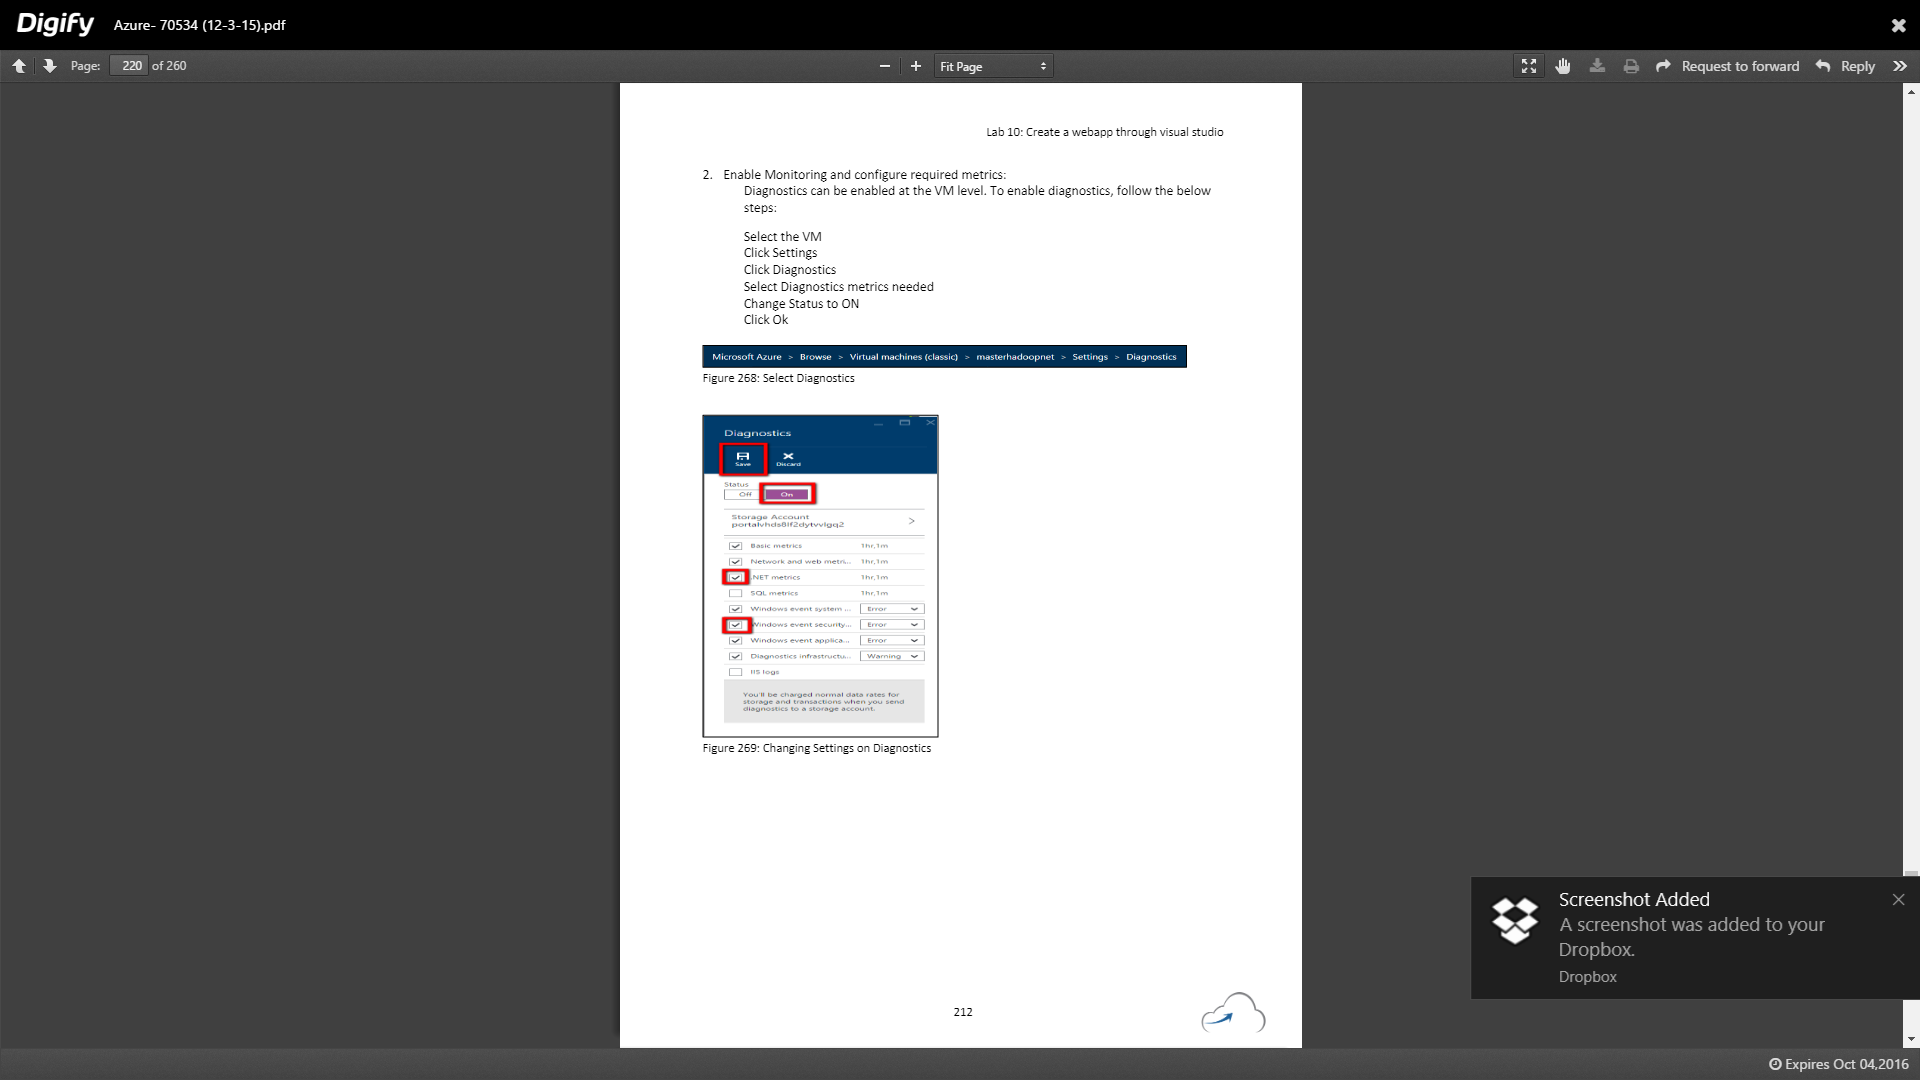 Digify
Azure- 70534 (12-3-15).pdf
Page: 220 of 260
Fit Page
Request to forward
Reply
Lab 10: Create a webapp through visual studio
2. Enable Monitoring and configure required metrics:
Diagnostics can be enabled at the VM level. To enable diagnostics, follow the below
steps:
Select the VM
Click Settings
Click Diagnostics
Select Diagnostics metrics needed
Change Status to ON
Click Ok
Microsoft Azure > Browse > Virtual machines (classic) > masterhadoopnet > Settings > Diagnostics
Figure 268: Select Diagnostics
Diagnostics
Save Discard
Status
Off On
Storage Account
portalvhds8lf2dytvvlgq2
Basic metrics 1hr,1m
Network and web metri... 1hr,1m
.NET metrics 1hr,1m
SQL metrics 1hr,1m
Windows event system ... Error
Windows event security... Error
Windows event applica... Error
Diagnostics infrastructu... Warning
IIS logs
You'll be charged normal data rates for
storage and transactions when you send
diagnostics to a storage account.
Figure 269: Changing Settings on Diagnostics
212
Screenshot Added
A screenshot was added to your
Dropbox.
Dropbox
Expires Oct 04,2016